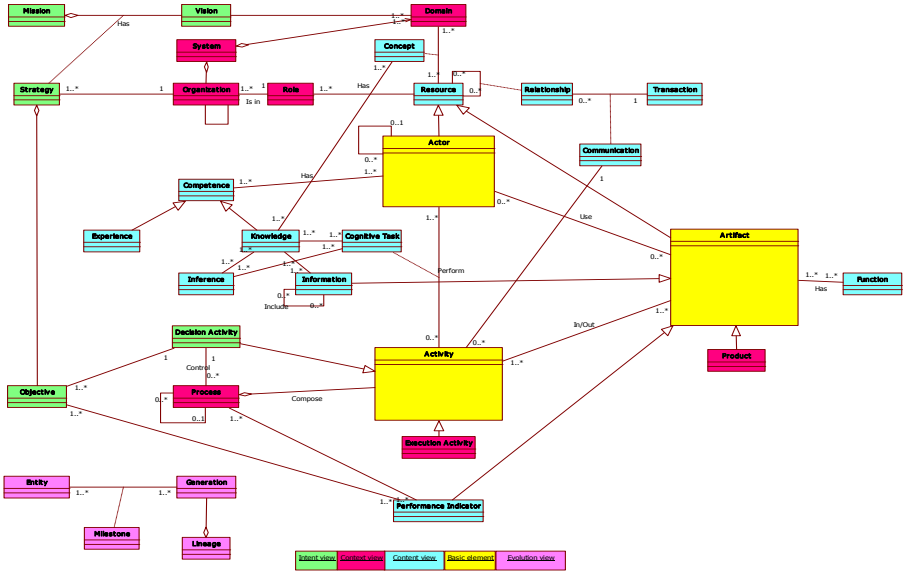 Mission
Vision
Domain
1..*
1..*
Has
System
1..*
Concept
1..*
1..*
0..*
Strategy
1..*
1
Organization
1..*
1
Role
1..*
Has
Resource
0..*
Relationship
0..*
1
Transaction
Is in
0..1
Actor
Communication
0..*
1..*
Has
1
Competence
1..*
0..*
Use
1..*
1..*
Experience
Knowledge
1..*
1..*
Cognitive Task
Artifact
1..*
1..*
1..*
1..*
1..*
1..*
Perform
0..*
Inference
Information
1..*
1..*
Function
Has
0..*
Include
0..*
1..*
In/Out
Decision Activity
0..*
0..*
1
1
Activity
1..*
Product
Control
0..*
Objective
1..*
Process
Compose
0..*
1..*
0..1
1..*
Execution Activity
Entity
1..*
1..*
Generation
1..*
1..*
Performance Indicator
Milestone
Lineage
Intent view
Context view
Content view
Basic element
Evolution view